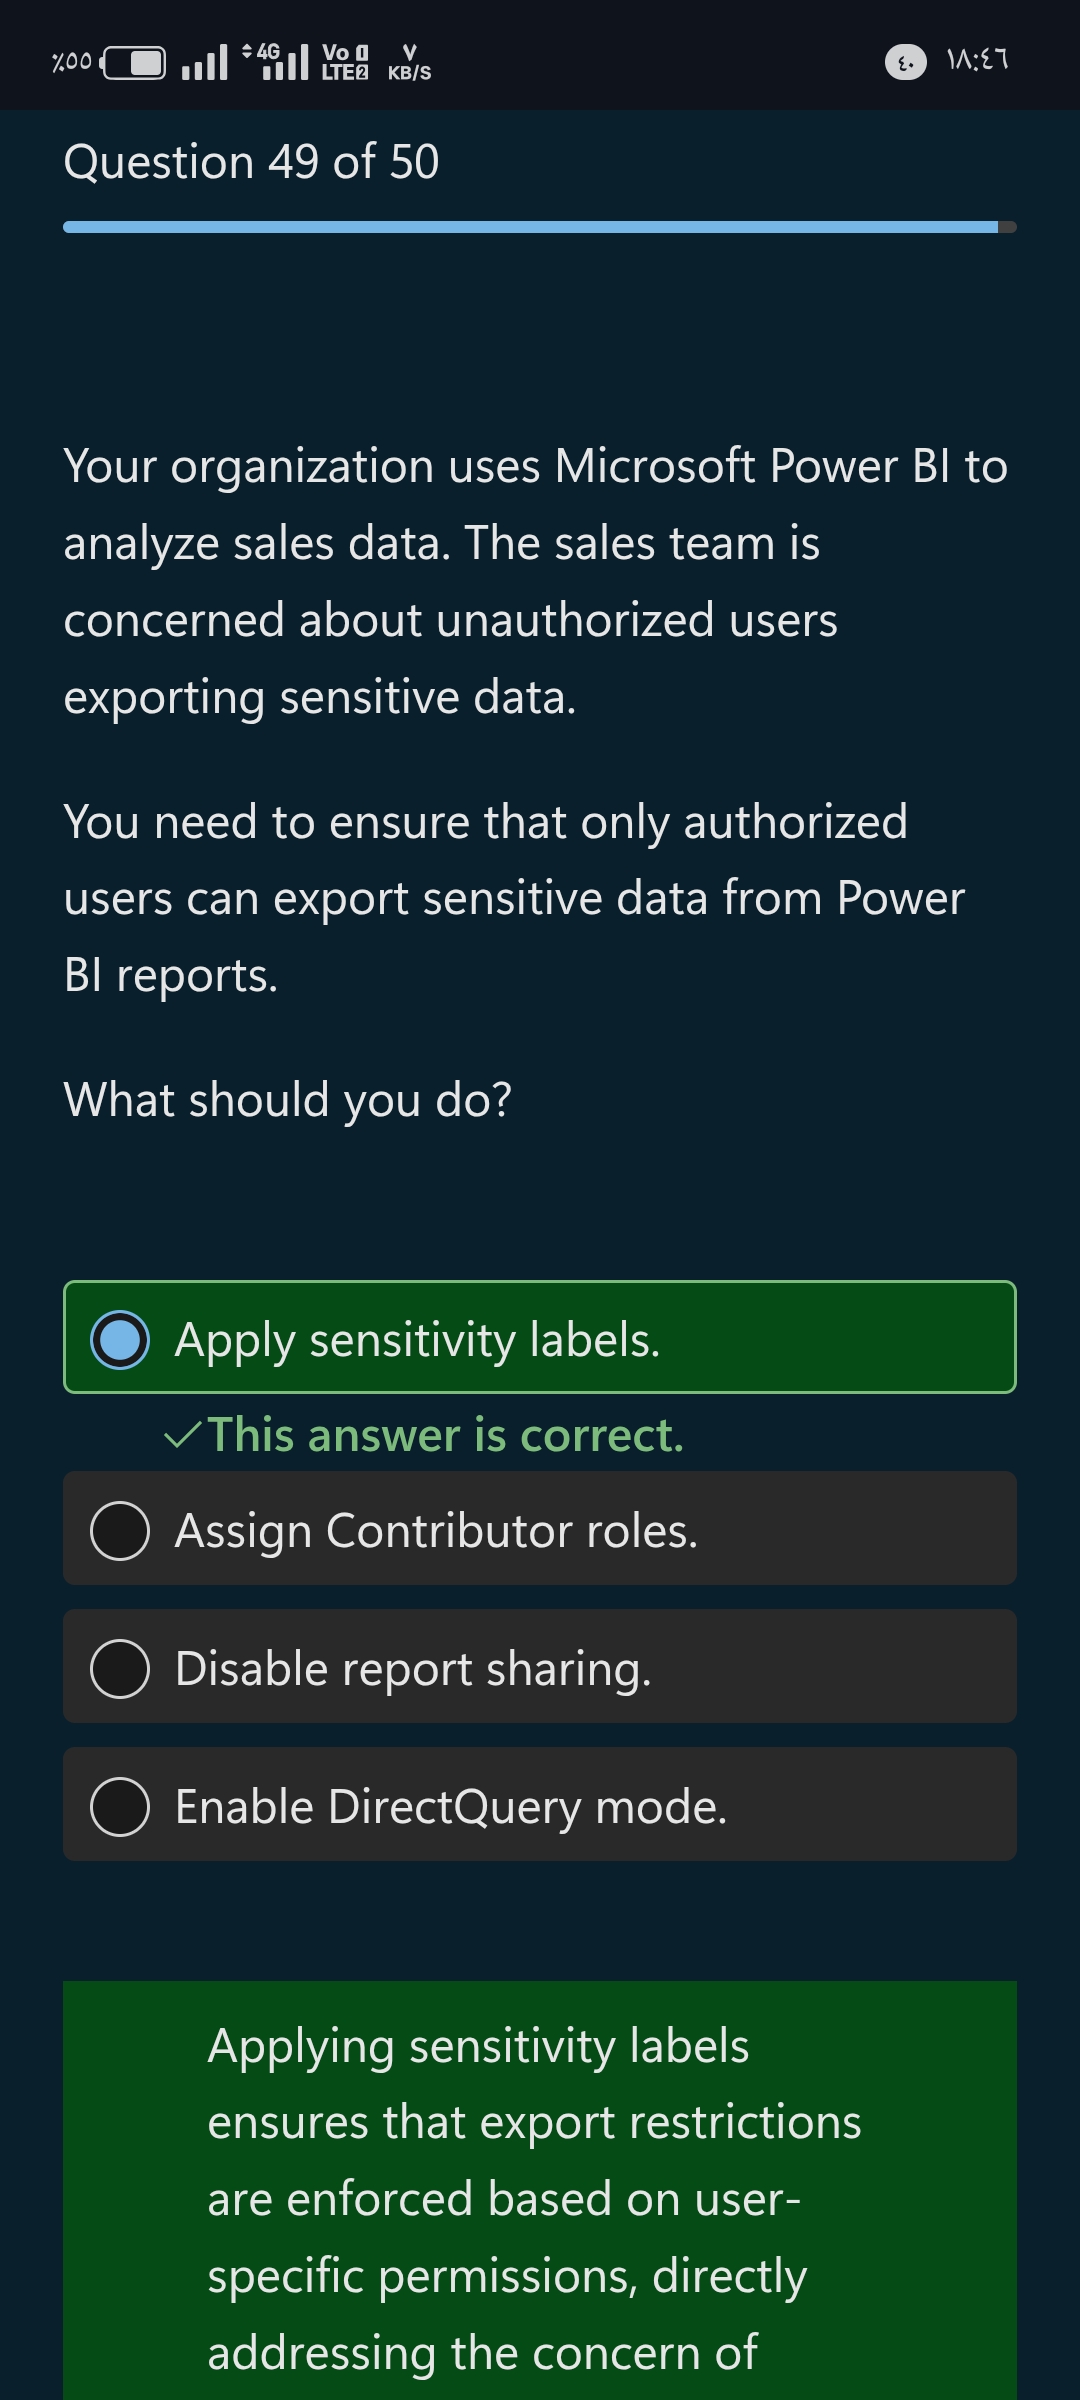 ٪٥٥ 4G Vo 1 LTE 2 ٧ KB/S ٤٠ ١٨:٤٦
Question 49 of 50
Your organization uses Microsoft Power BI to
analyze sales data. The sales team is
concerned about unauthorized users
exporting sensitive data.
You need to ensure that only authorized
users can export sensitive data from Power
BI reports.
What should you do?
Apply sensitivity labels.
This answer is correct.
Assign Contributor roles.
Disable report sharing.
Enable DirectQuery mode.
Applying sensitivity labels
ensures that export restrictions
are enforced based on user-
specific permissions, directly
addressing the concern of